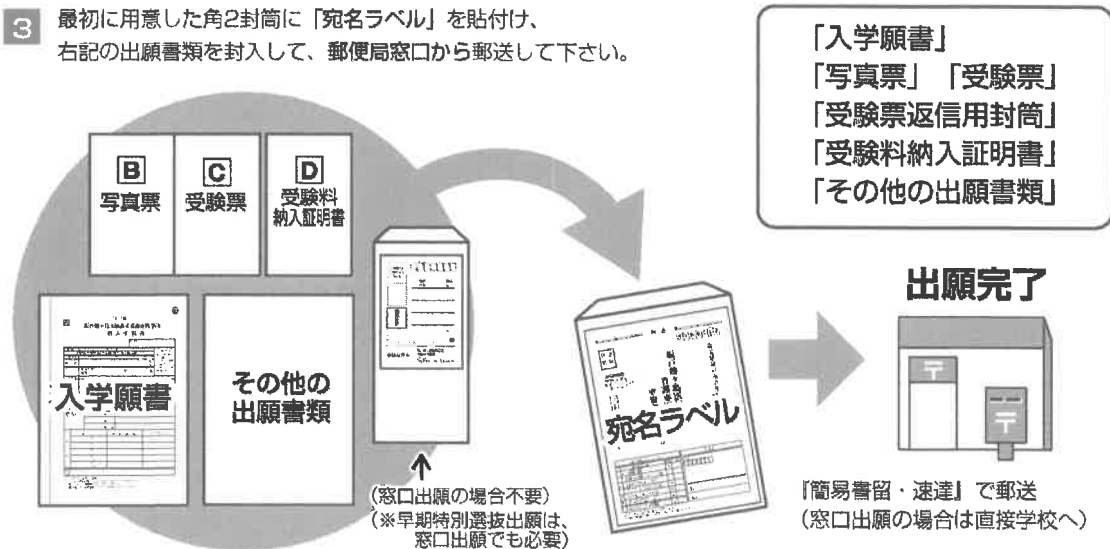 3
最初に用意した角2封筒に「宛名ラベル」を貼付け、
右記の出願書類を封入して、郵便局窓口から郵送して下さい。
「入学願書」
「写真票」「受験票」
「受験票返信用封筒」
「受験料納入証明書」
「その他の出願書類」
B
写真票
C
受験票
D
受験料
納入証明書
入学願書
その他の
出願書類
(窓口出願の場合不要)
(※早期特別選抜出願は、
窓口出願でも必要)
宛名ラベル
出願完了
〒
〒
『簡易書留・速達』で郵送
(窓口出願の場合は直接学校へ)